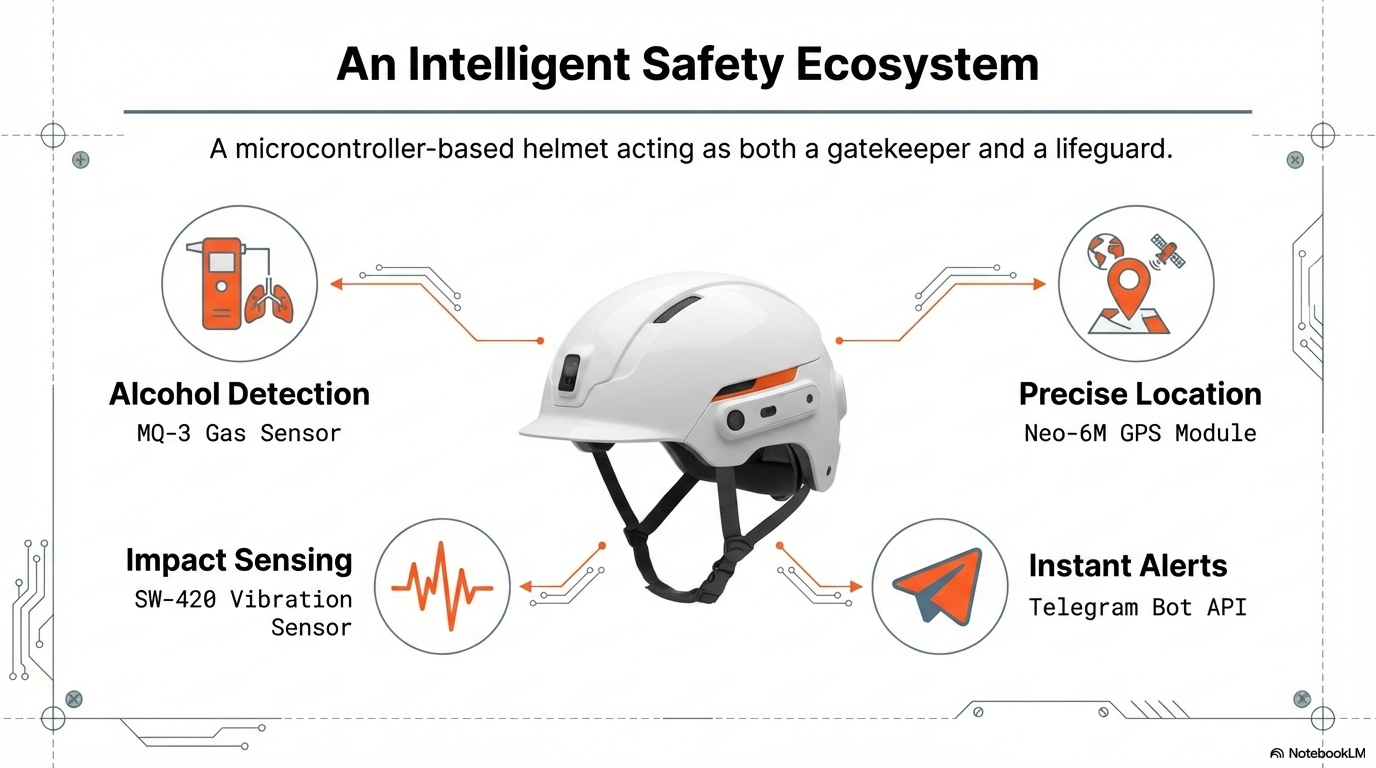 An Intelligent Safety Ecosystem
A microcontroller-based helmet acting as both a gatekeeper and a lifeguard.
Alcohol Detection
MQ-3 Gas Sensor
Precise Location
Neo-6M GPS Module
Impact Sensing
SW-420 Vibration
Sensor
Instant Alerts
Telegram Bot API
NotebookLM